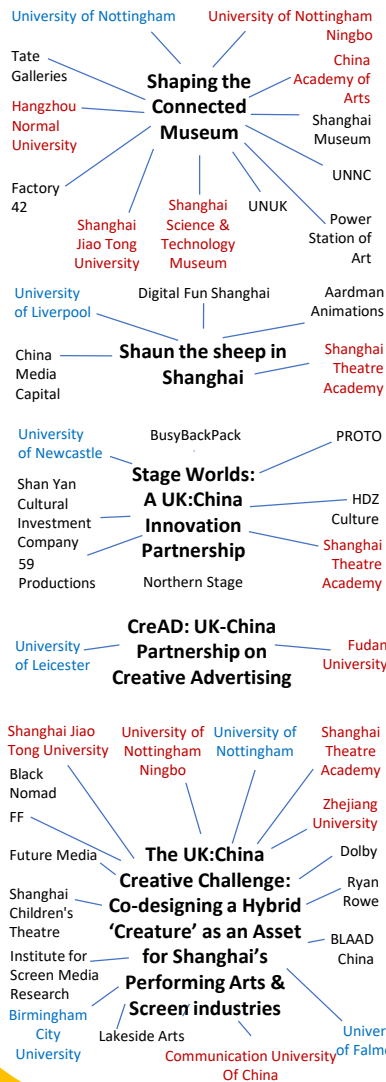 University of Nottingham
University of Nottingham
Ningbo
Tate
Galleries
China
Academy of
Arts
Shaping the
Connected
Museum
Hangzhou
Normal
University
Shanghai
Museum
UNNC
Factory
42
Shanghai
Jiao Tong
University
Shanghai
Science &
Technology
Museum
UNUK
Power
Station of
Art
University
of Liverpool
Digital Fun Shanghai
Aardman
Animations
China
Media
Capital
Shaun the sheep in
Shanghai
Shanghai
Theatre
Academy
University
of Newcastle
BusyBackPack
PROTO
Stage Worlds:
A UK:China
Innovation
Partnership
Shan Yan
Cultural
Investment
Company
59
Productions
HDZ
Culture
Shanghai
Theatre
Academy
Northern Stage
CreAD: UK-China
Partnership on
Creative Advertising
University
of Leicester
Fudan
University
Shanghai Jiao
Tong University
University of
Nottingham
Ningbo
University of
Nottingham
Shanghai
Theatre
Academy
Black
Nomad
FF
Zhejiang
University
Future Media
Dolby
The UK:China
Creative Challenge:
Co-designing a Hybrid
‘Creature’ as an Asset
for Shanghai’s
Performing Arts &
Screen industries
Ryan
Rowe
Shanghai
Children's
Theatre
BLAAD
China
Institute for
Screen Media
Research
Birmingham
City
University
Lakeside Arts
Communication University
Of China
Univer
of Falm